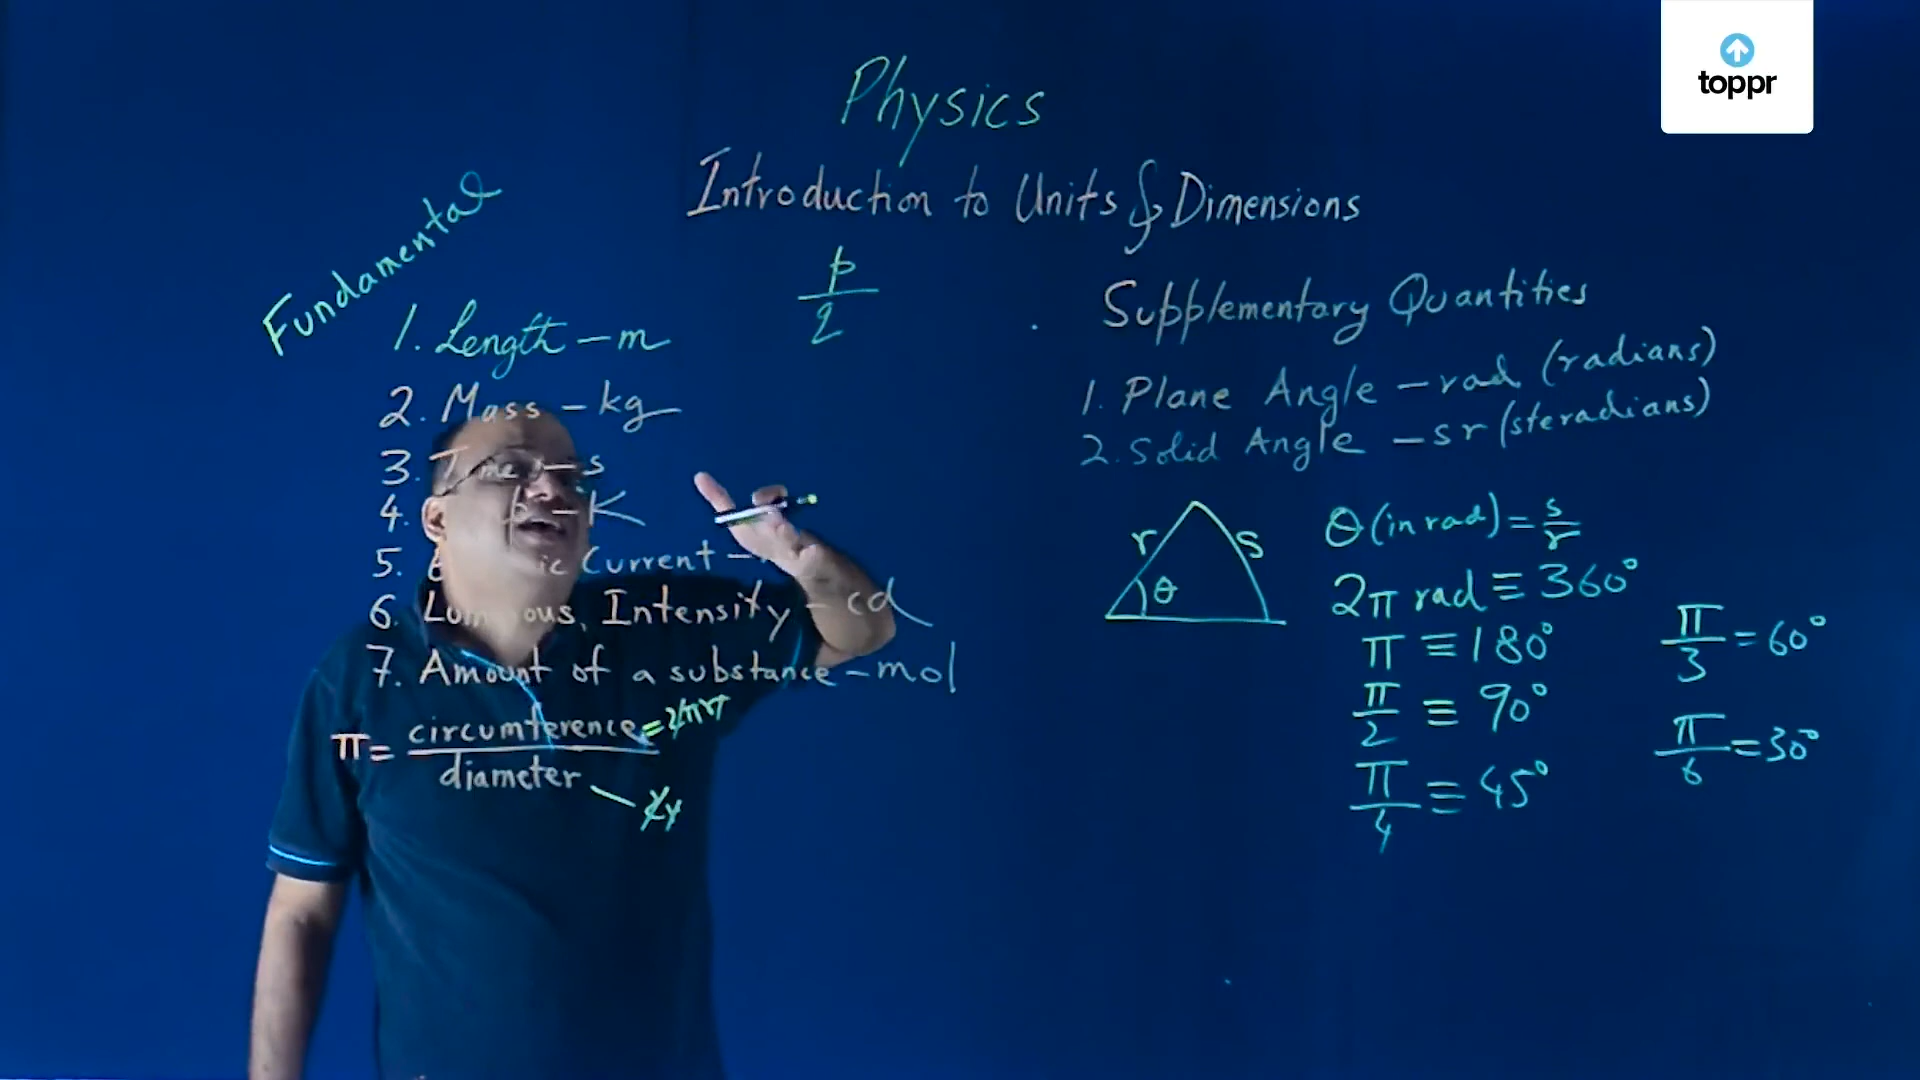 toppr
Physics
Introduction to Units & Dimensions
Fundamental
1. Length – m
2. Mass – kg
3. Time – s
4. – K
5. Current –
6. Intensity – cd
7. Amount of a substance – mol
π = circumference / diameter
= 2πr
p/q
Supplementary Quantities
1. Plane Angle – rad (radians)
2. Solid Angle – sr (steradians)
r
s
θ
θ (in rad) = s/r
2π rad ≡ 360°
π ≡ 180°
π/2 ≡ 90°
π/4 ≡ 45°
π/3 = 60°
π/6 = 30°